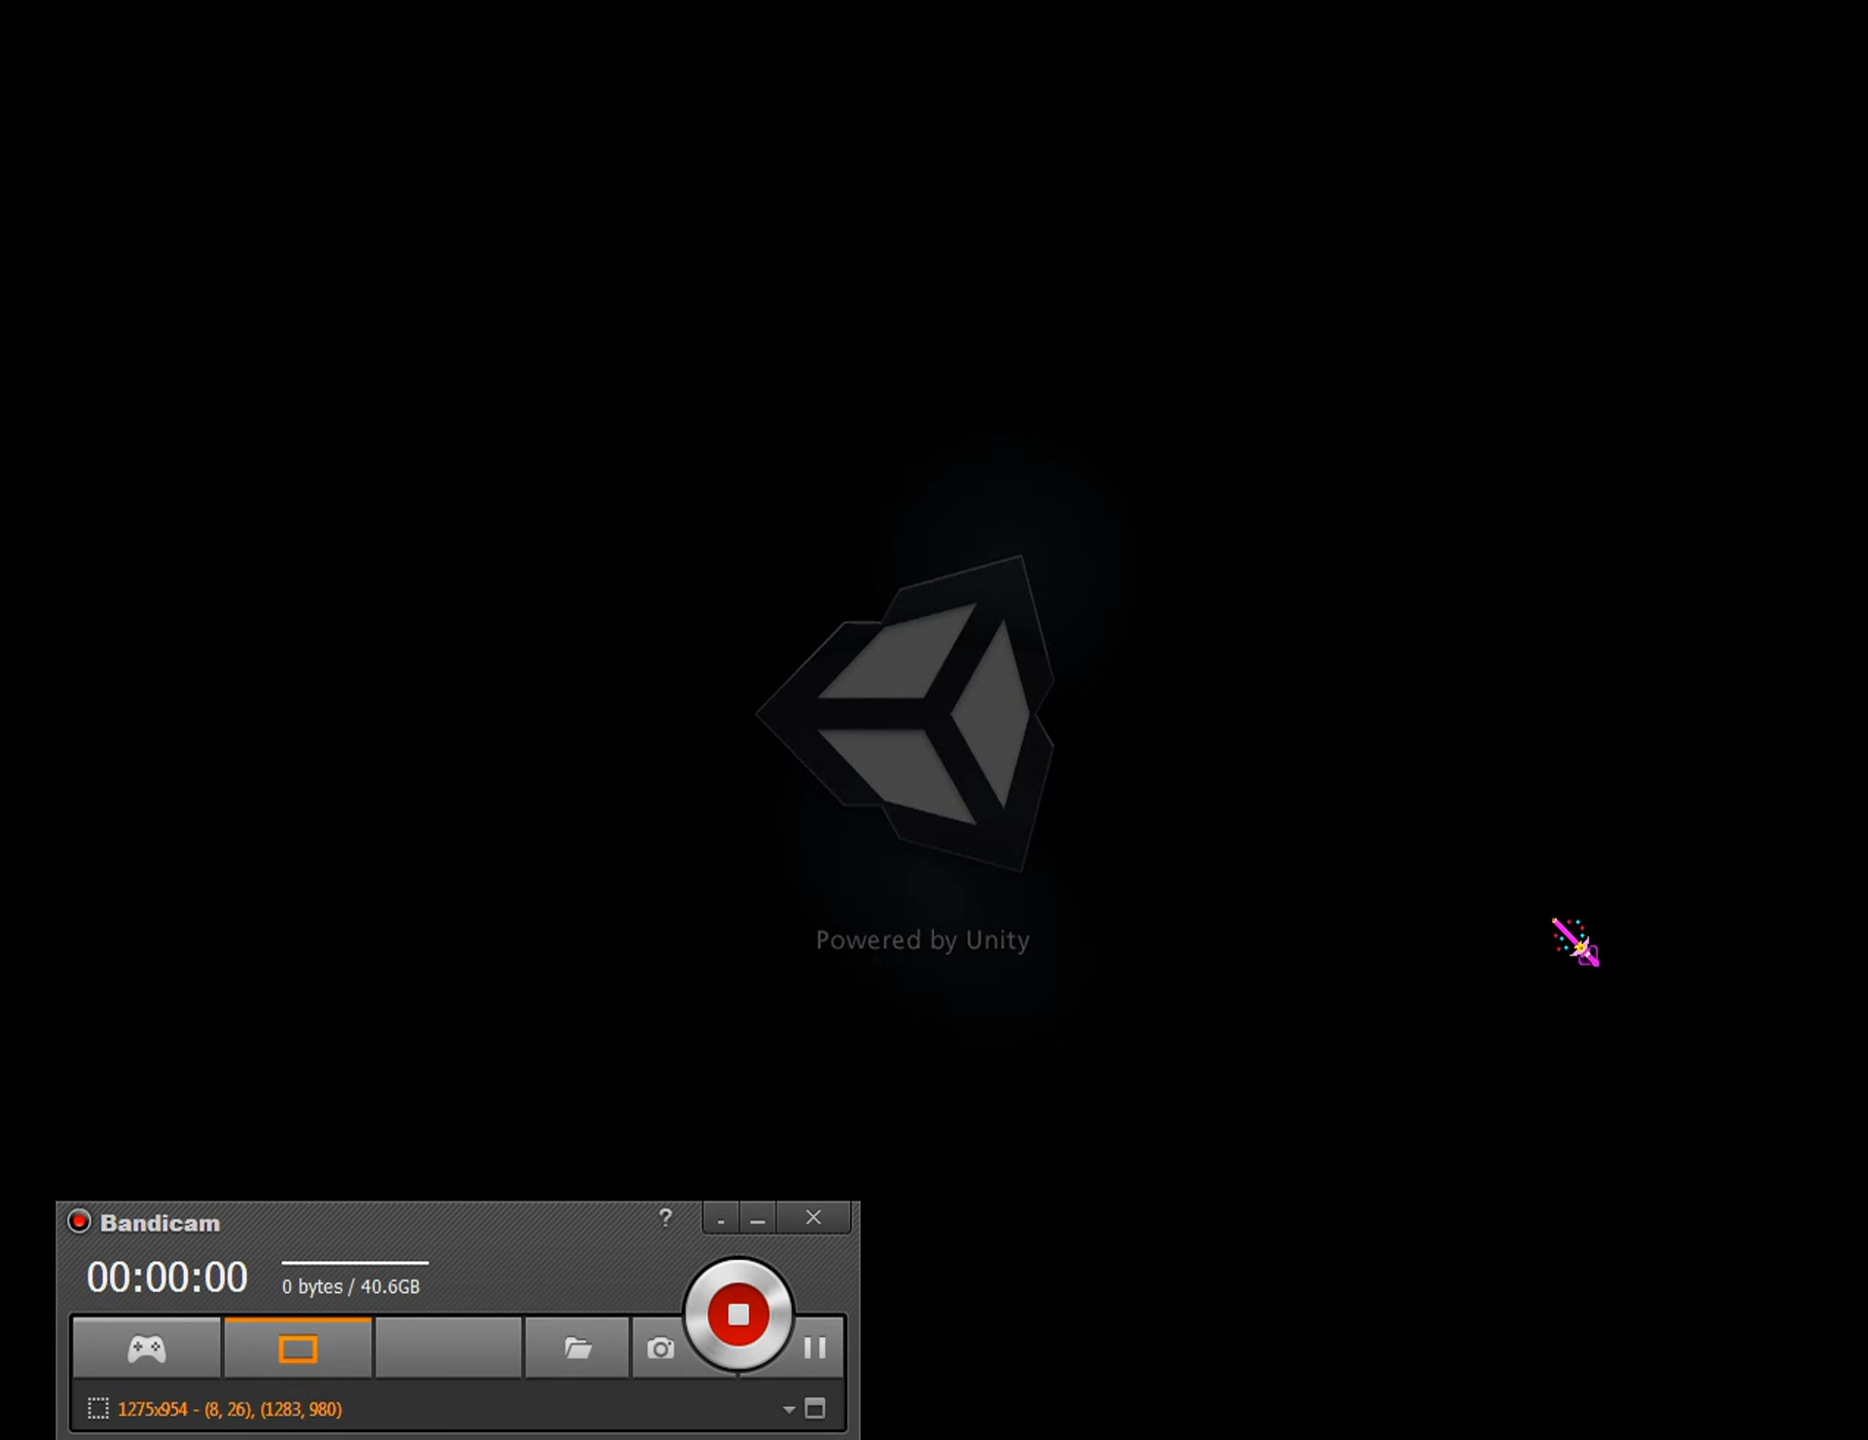 Powered by Unity
Bandicam ?
00:00:00
0 bytes / 40.6GB
1275x954 - (8, 26), (1283, 980)